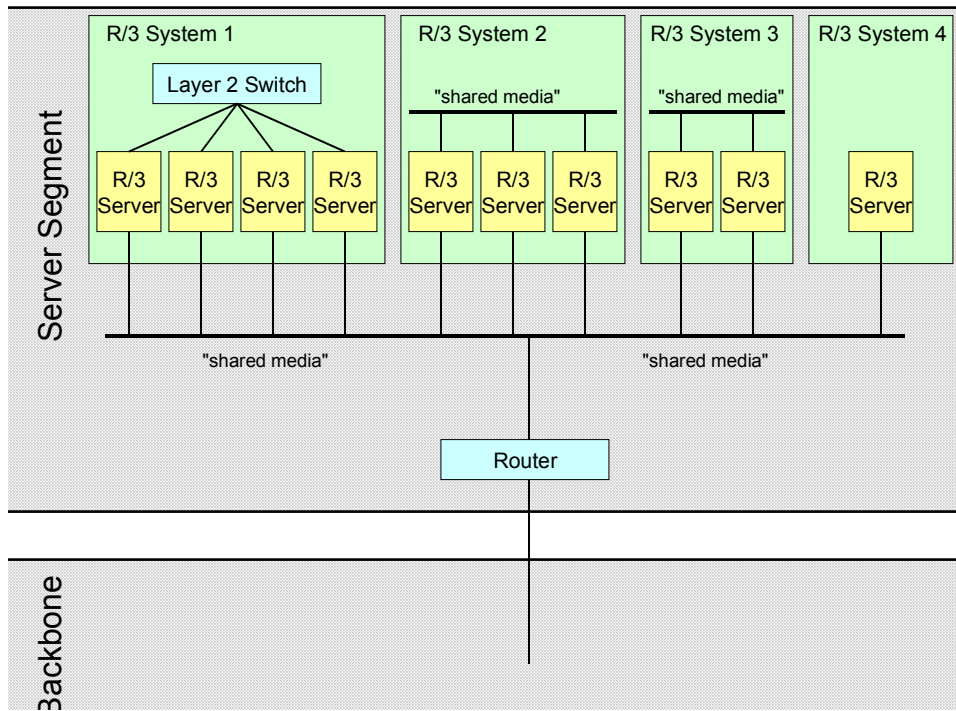 Server Segment
R/3 System 1
R/3 System 2
R/3 System 3
R/3 System 4
Layer 2 Switch
"shared media"
"shared media"
R/3
Server
R/3
Server
R/3
Server
R/3
Server
R/3
Server
R/3
Server
R/3
Server
R/3
Server
R/3
Server
R/3
Server
"shared media"
"shared media"
Router
Backbone